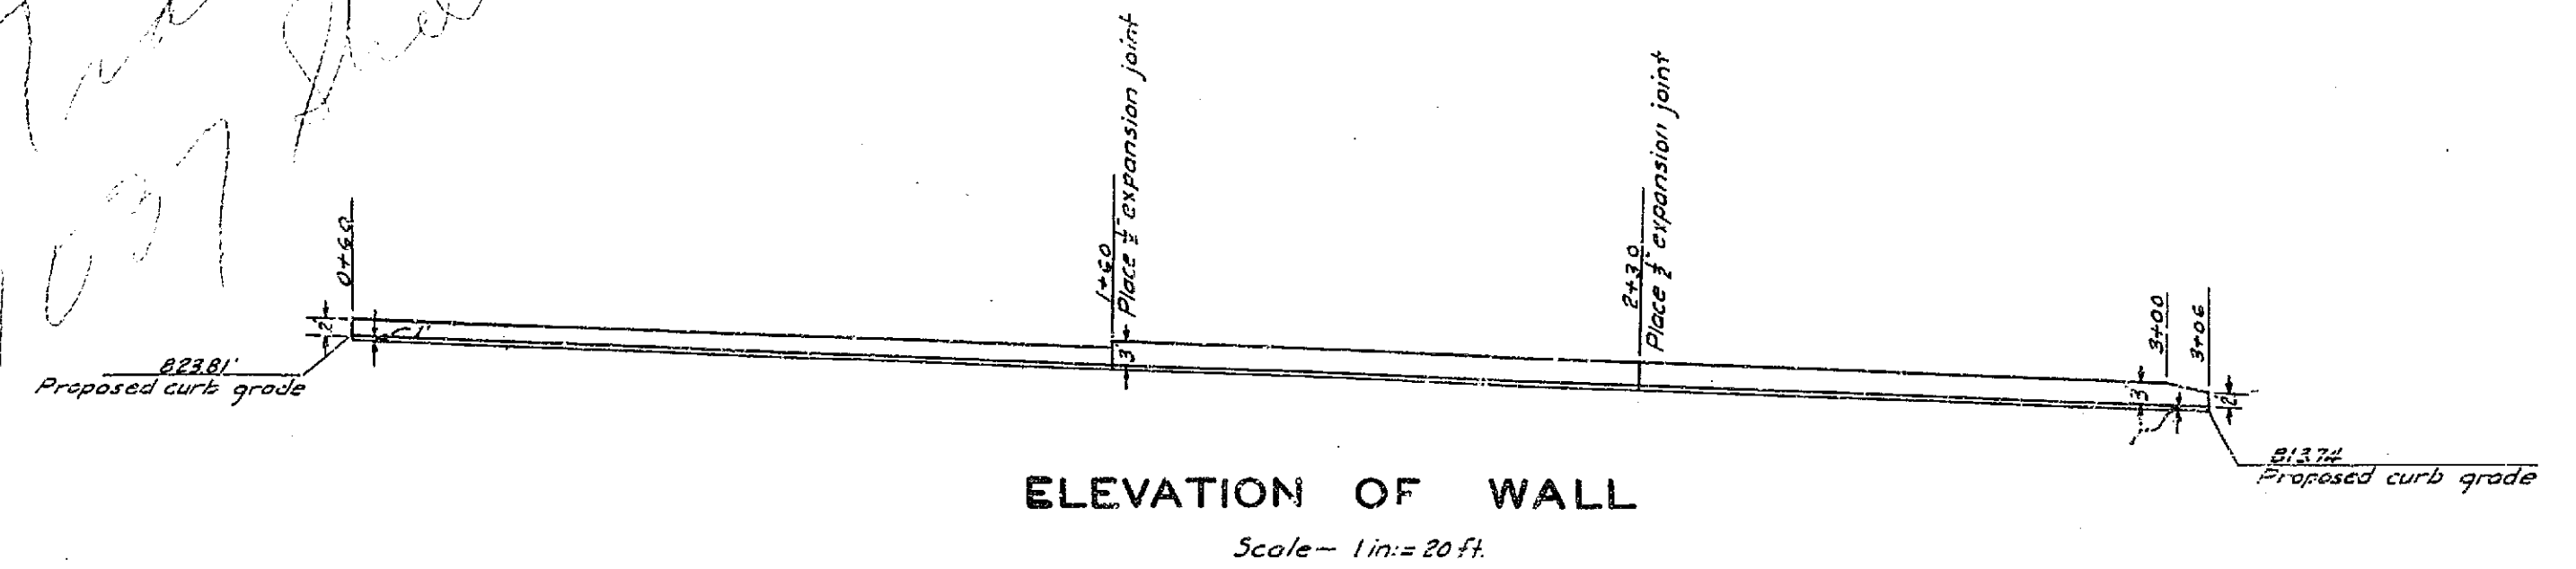 0+60
1+60
Place ½" expansion joint
2+30
Place ½" expansion joint
3+00
3+06
2'
1'
3'
3'
2'
823.81'
Proposed curb grade
813.74
Proposed curb grade
ELEVATION OF WALL
Scale - 1 in. = 20 ft.
037